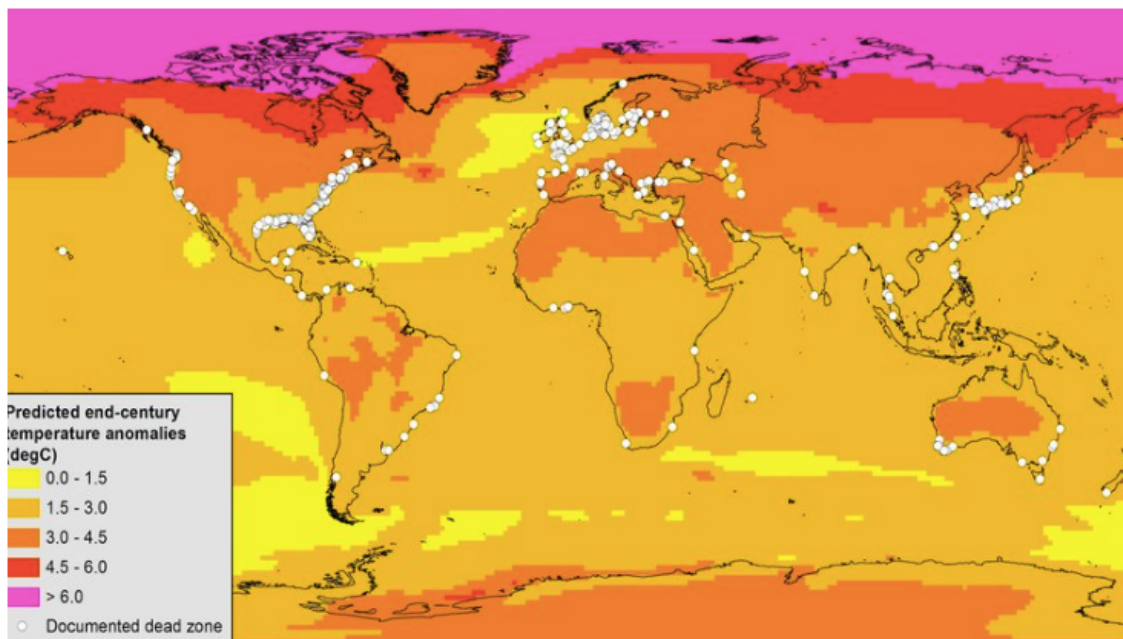 Predicted end-century
temperature anomalies
(degC)
0.0 - 1.5
1.5 - 3.0
3.0 - 4.5
4.5 - 6.0
> 6.0
Documented dead zone